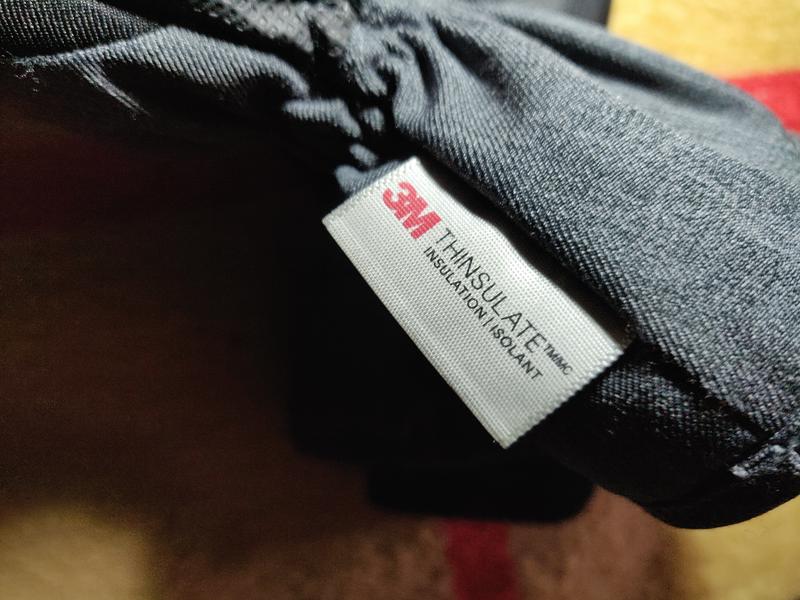 3M THINSULATE™MC
INSULATION | ISOLANT